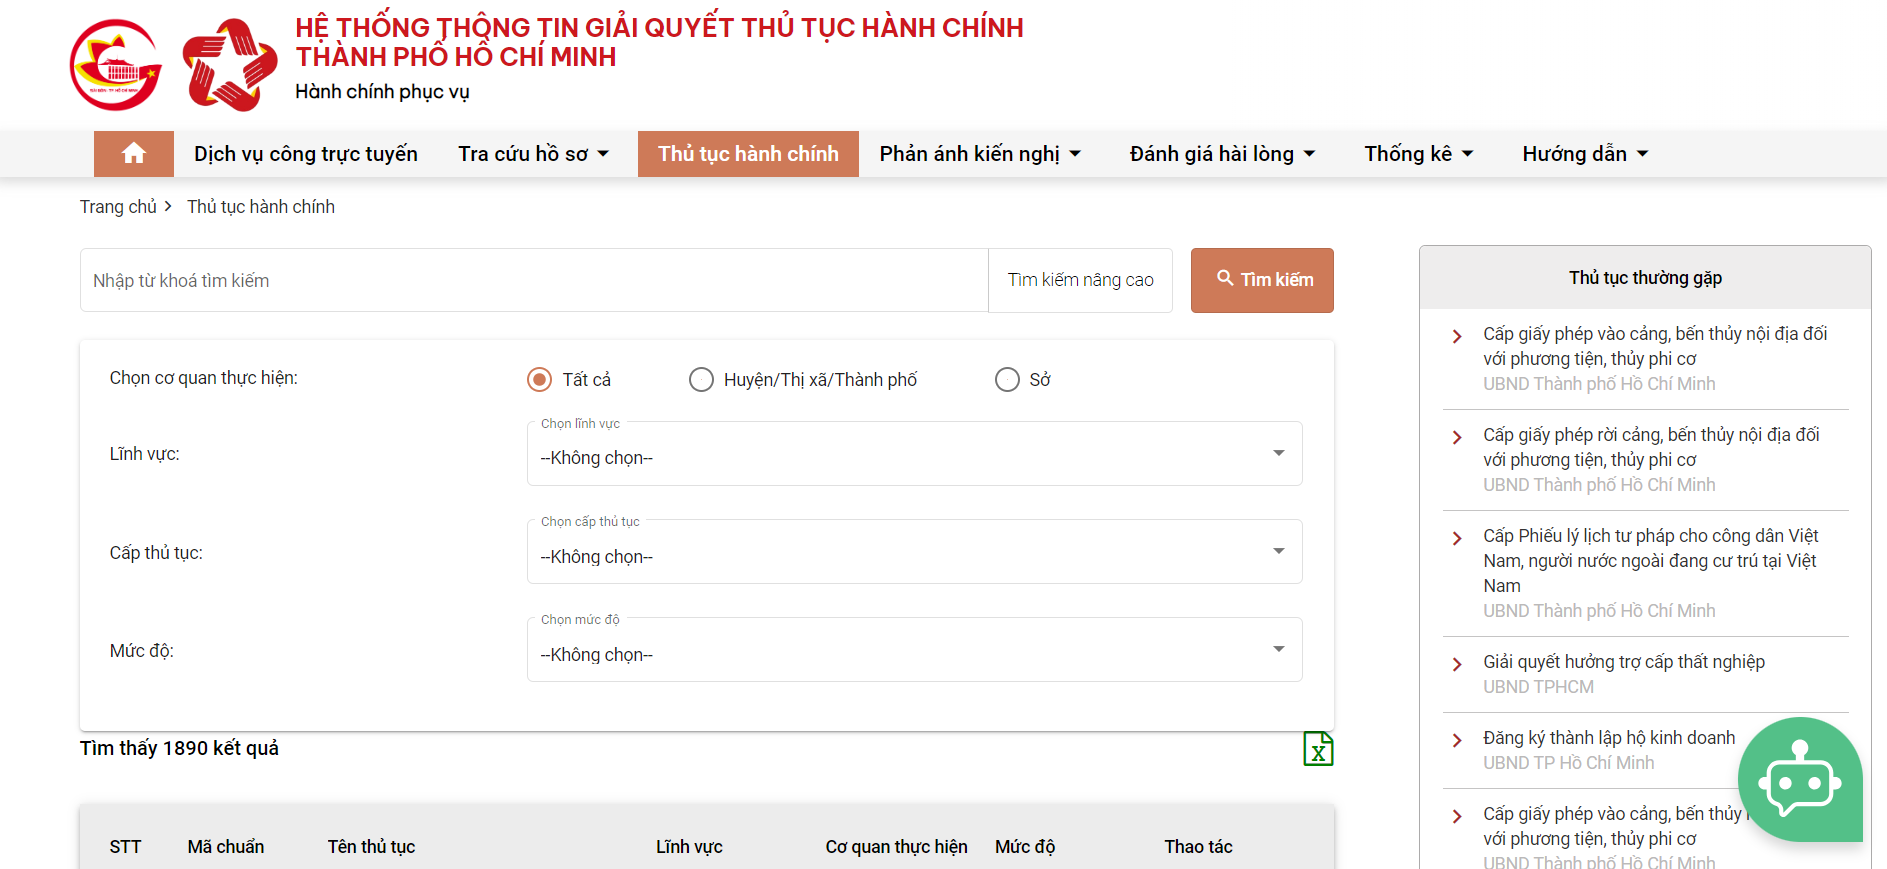 HỆ THỐNG THÔNG TIN GIẢI QUYẾT THỦ TỤC HÀNH CHÍNH
THÀNH PHỐ HỒ CHÍ MINH
Hành chính phục vụ
Dịch vụ công trực tuyến
Tra cứu hồ sơ
Thủ tục hành chính
Phản ánh kiến nghị
Đánh giá hài lòng
Thống kê
Hướng dẫn
Trang chủ
Thủ tục hành chính
Nhập từ khoá tìm kiếm
Tìm kiếm nâng cao
Tìm kiếm
Chọn cơ quan thực hiện:
Tất cả
Huyện/Thị xã/Thành phố
Sở
Lĩnh vực:
Chọn lĩnh vực
--Không chọn--
Cấp thủ tục:
Chọn cấp thủ tục
--Không chọn--
Mức độ:
Chọn mức độ
--Không chọn--
Tìm thấy 1890 kết quả
STT
Mã chuẩn
Tên thủ tục
Lĩnh vực
Cơ quan thực hiện
Mức độ
Thao tác
Thủ tục thường gặp
Cấp giấy phép vào cảng, bến thủy nội địa đối
với phương tiện, thủy phi cơ
UBND Thành phố Hồ Chí Minh
Cấp giấy phép rời cảng, bến thủy nội địa đối
với phương tiện, thủy phi cơ
UBND Thành phố Hồ Chí Minh
Cấp Phiếu lý lịch tư pháp cho công dân Việt
Nam, người nước ngoài đang cư trú tại Việt
Nam
UBND Thành phố Hồ Chí Minh
Giải quyết hưởng trợ cấp thất nghiệp
UBND TPHCM
Đăng ký thành lập hộ kinh doanh
UBND TP Hồ Chí Minh
Cấp giấy phép vào cảng, bến thủy
với phương tiện, thủy phi cơ
UBND Thành phố Hồ Chí Minh